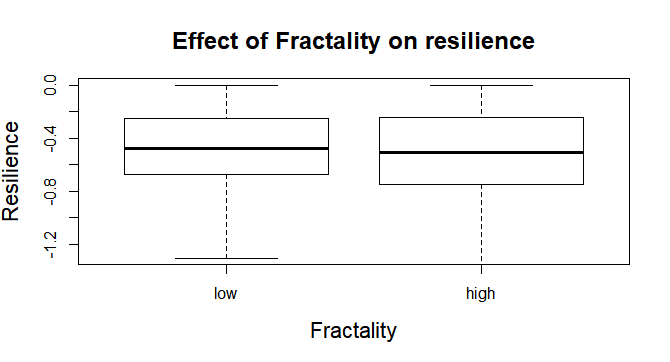 Effect of Fractality on resilience
Resilience
0.0
-0.4
-0.8
-1.2
low
high
Fractality